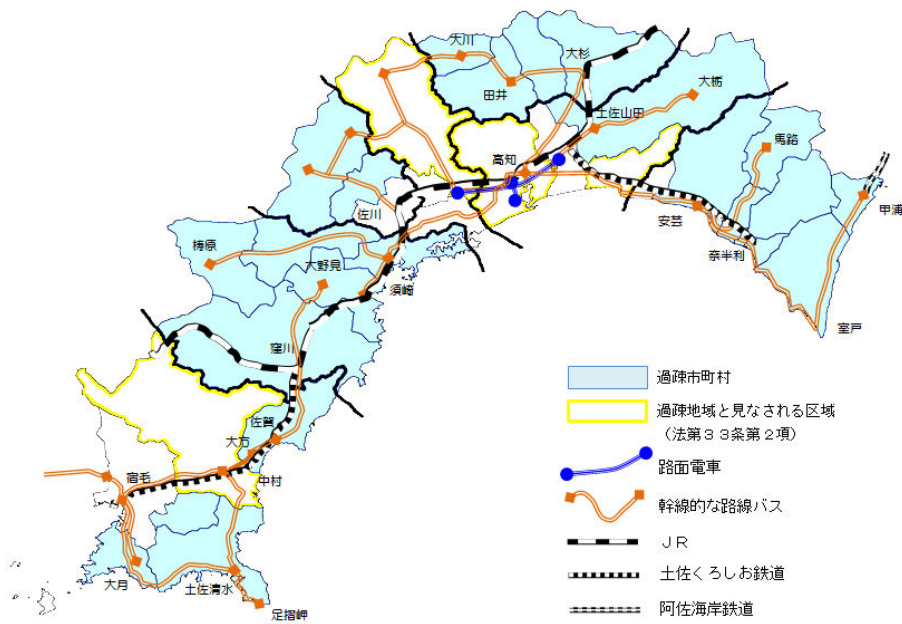 大川
大杉
田井
大栃
土佐山田
馬路
高知
甲浦
佐川
安芸
梼原
大野見
奈半利
須崎
室戸
窪川
過疎市町村
佐賀
過疎地域と見なされる区域
（法第３３条第２項）
大方
路面電車
宿毛
中村
幹線的な路線バス
ＪＲ
土佐くろしお鉄道
大月
土佐清水
足摺岬
阿佐海岸鉄道